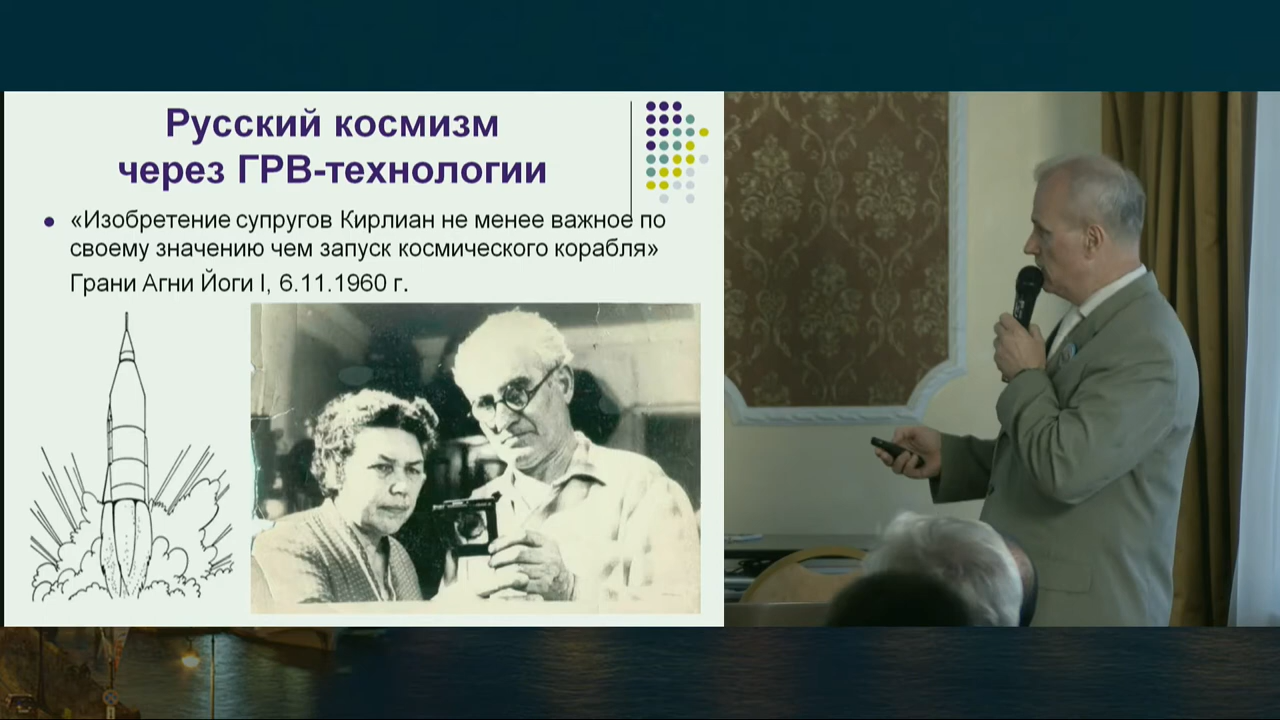 Русский космизм
через ГРВ-технологии
«Изобретение супругов Кирлиан не менее важное по
своему значению чем запуск космического корабля»
Грани Агни Йоги I, 6.11.1960 г.